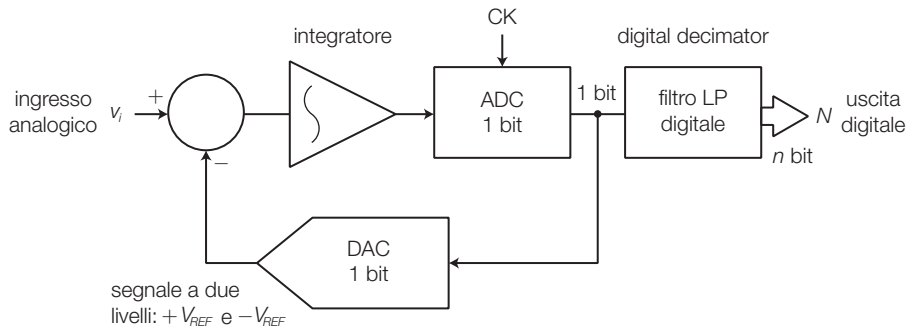 CK
integratore
digital decimator
ingresso
analogico
v_i
+
−
ADC
1 bit
1 bit
filtro LP
digitale
N
uscita
digitale
n bit
DAC
1 bit
segnale a due
livelli: +V_REF e −V_REF